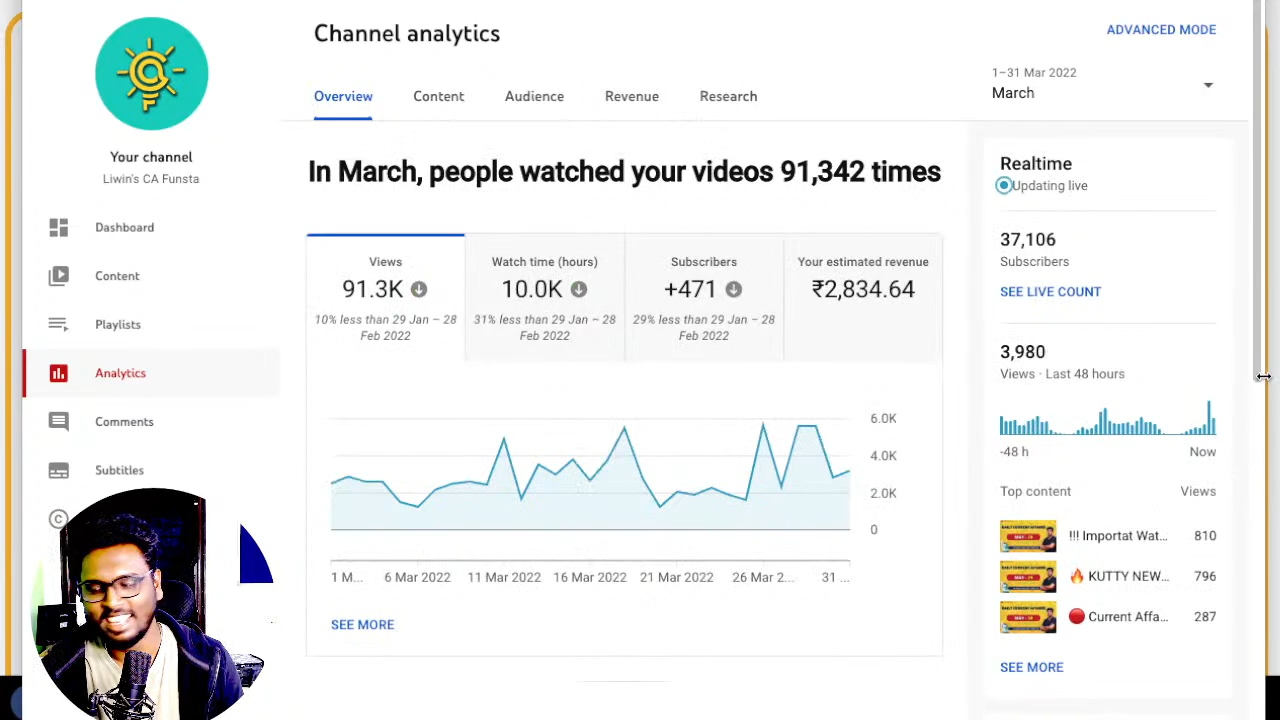 Channel analytics
ADVANCED MODE
1–31 Mar 2022
March
Overview
Content
Audience
Revenue
Research
Your channel
Liwin's CA Funsta
Dashboard
Content
Playlists
Analytics
Comments
Subtitles
In March, people watched your videos 91,342 times
Views
91.3K
10% less than 29 Jan – 28
Feb 2022
Watch time (hours)
10.0K
31% less than 29 Jan – 28
Feb 2022
Subscribers
+471
29% less than 29 Jan – 28
Feb 2022
Your estimated revenue
₹2,834.64
6.0K
4.0K
2.0K
0
1 M...
6 Mar 2022
11 Mar 2022
16 Mar 2022
21 Mar 2022
26 Mar 2...
31 ...
SEE MORE
Realtime
Updating live
37,106
Subscribers
SEE LIVE COUNT
3,980
Views · Last 48 hours
-48 h
Now
Top content
Views
!!! Importat Wat...
810
🔥 KUTTY NEW...
796
🔴 Current Affa...
287
SEE MORE